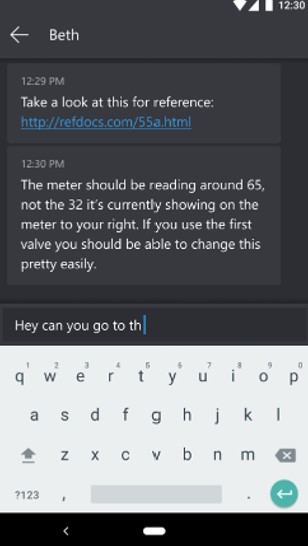 12:30
Beth
12:29 PM
Take a look at this for reference:
http://refdocs.com/55a.html
12:30 PM
The meter should be reading around 65,
not the 32 it's currently showing on the
meter to your right. If you use the first
valve you should be able to change this
pretty easily.
Hey can you go to th
1 2 3 4 5 6 7 8 9 0
q w e r t y u i o p
a s d f g h j k l
z x c v b n m
?123 , .